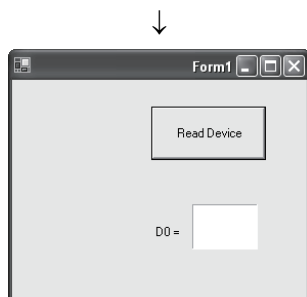 Form1
Read Device
D0 =